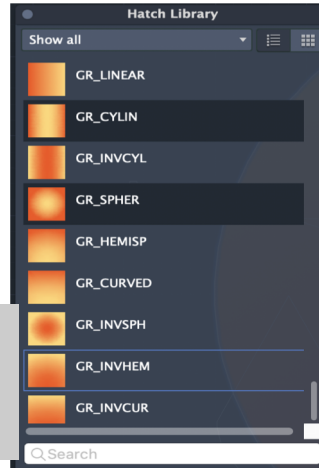 Hatch Library
Show all
GR_LINEAR
GR_CYLIN
GR_INVCYL
GR_SPHER
GR_HEMISP
GR_CURVED
GR_INVSPH
GR_INVHEM
GR_INVCUR
Search